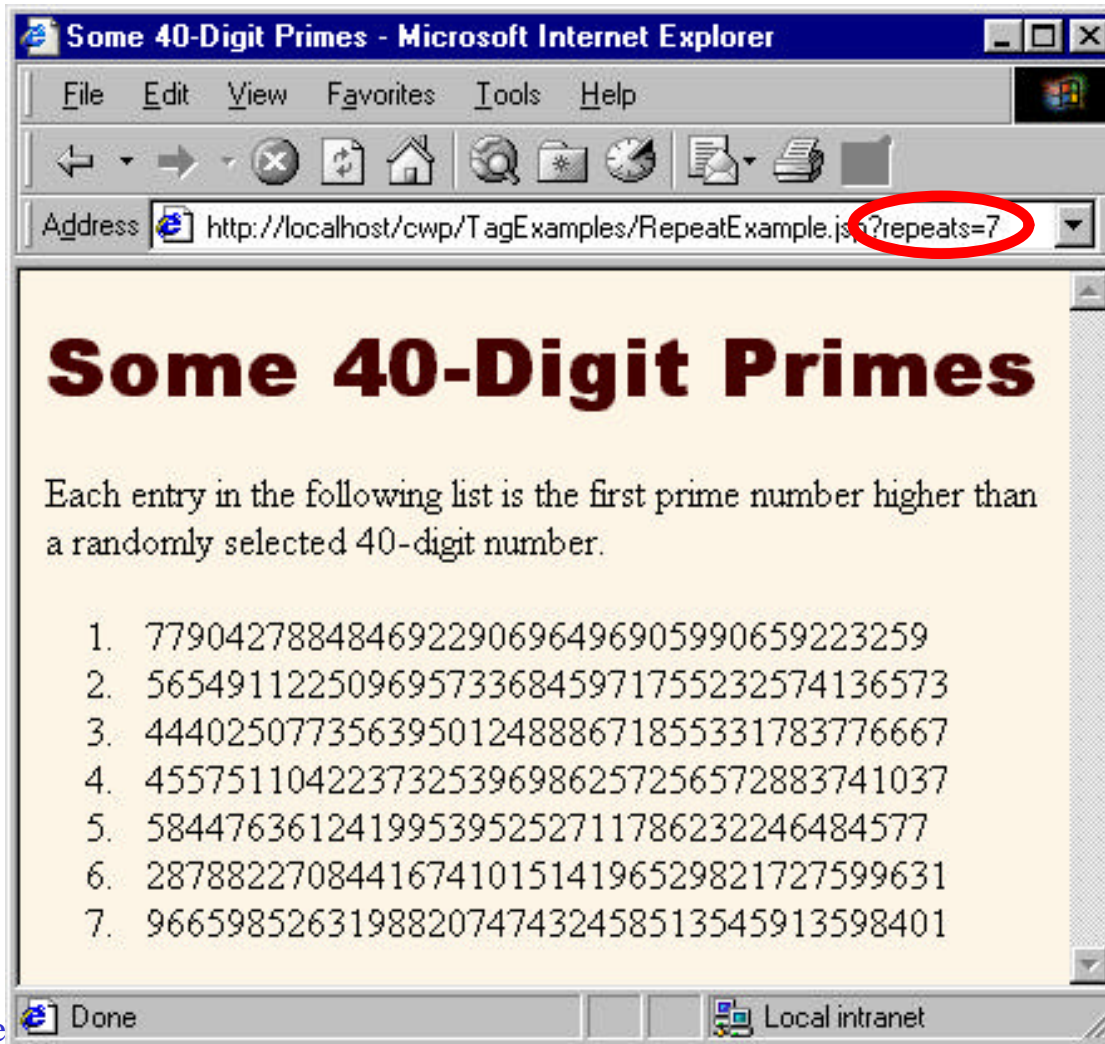 Some 40-Digit Primes - Microsoft Internet Explorer
File Edit View Favorites Tools Help
Address http://localhost/cwp/TagExamples/RepeatExample.jsp?repeats=7
Some 40-Digit Primes
Each entry in the following list is the first prime number higher than
a randomly selected 40-digit number.
1. 779042788484692290696496905990659223259
2. 5654911225096957336845971755232574136573
3. 4440250773563950124888671855331783776667
4. 4557511042237325396986257256572883741037
5. 584476361241995395252711786232246484577
6. 2878822708441674101514196529821727599631
7. 9665985263198820747432458513545913598401
Done Local intranet